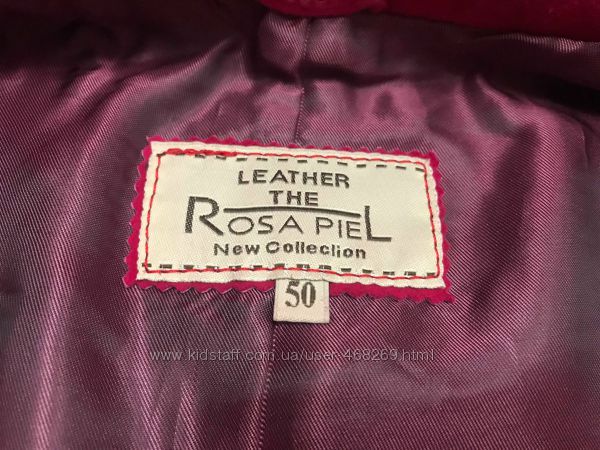 LEATHER
THE
ROSA PIEL
New Collection
50
www.kidstaff.com.ua/user-468269.html